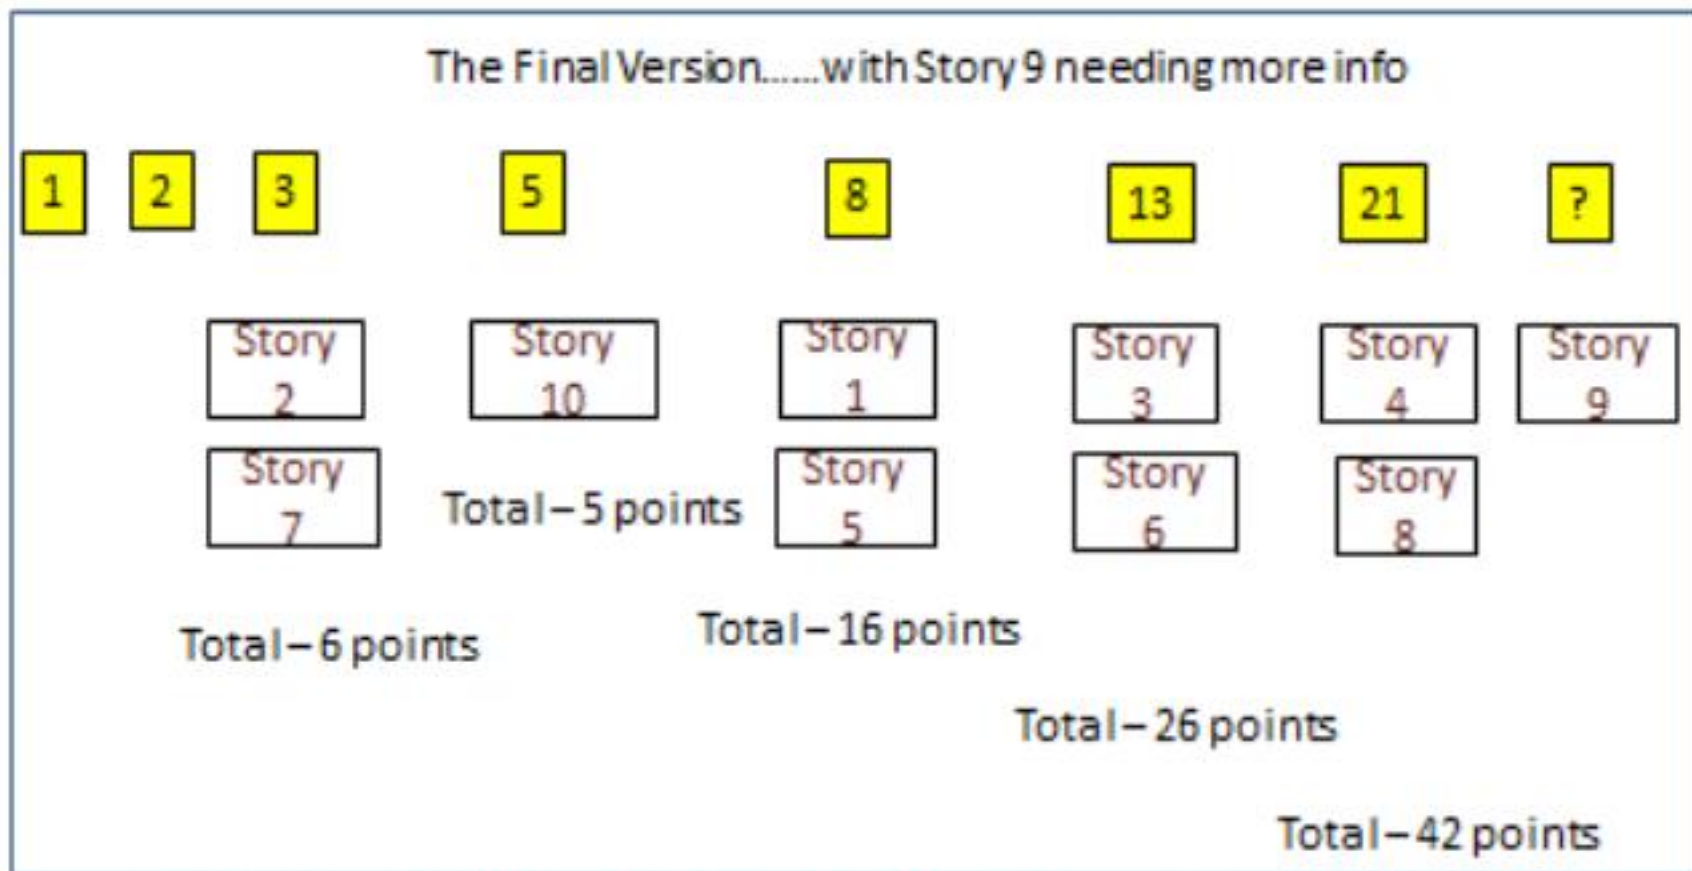 The Final Version......with Story 9 needing more info
1 2 3 5 8 13 21 ?
Story
2
Story
10
Story
1
Story
3
Story
4
Story
9
Story
7
Total – 5 points
Story
5
Story
6
Story
8
Total – 6 points
Total – 16 points
Total – 26 points
Total – 42 points